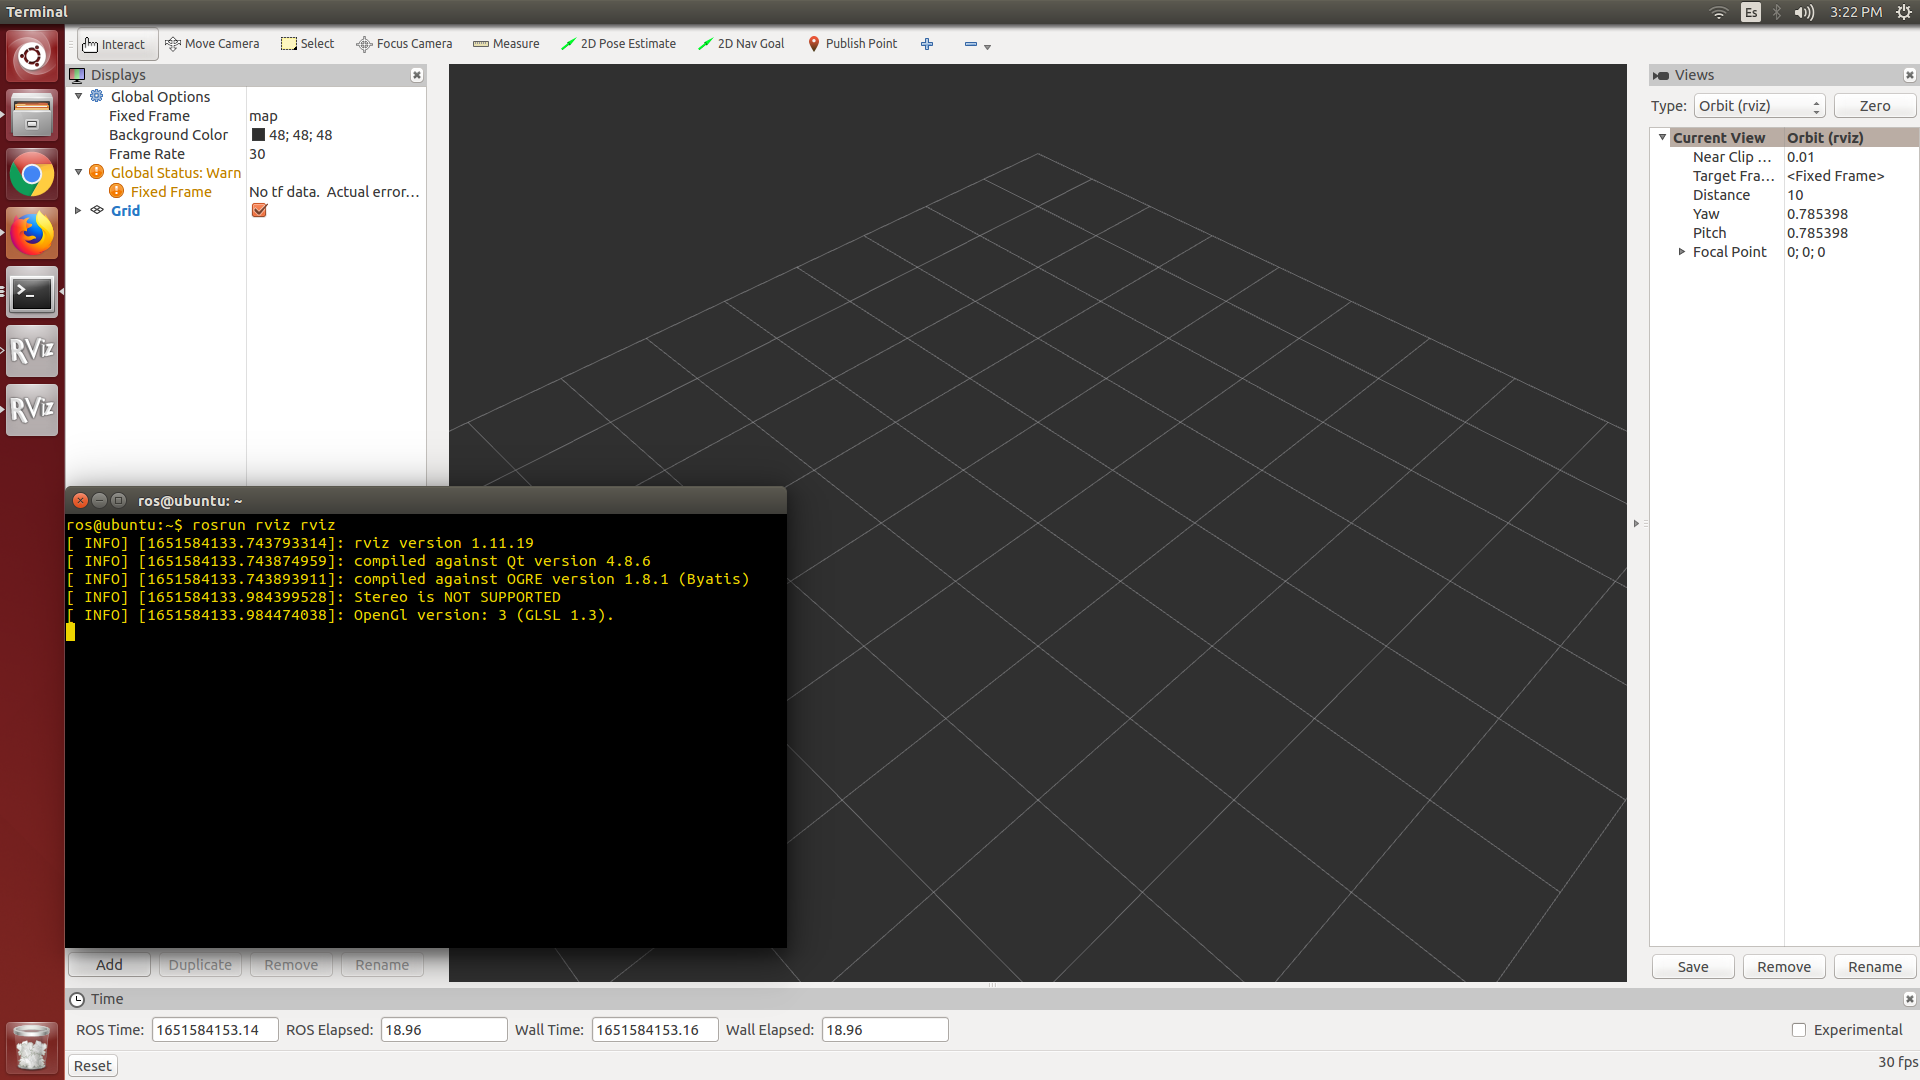 Terminal
Es
3:22 PM
Interact
Move Camera
Select
Focus Camera
Measure
2D Pose Estimate
2D Nav Goal
Publish Point
Displays
Global Options
Fixed Frame map
Background Color 48; 48; 48
Frame Rate 30
Global Status: Warn
Fixed Frame No tf data. Actual error...
Grid
RViz
RViz
ros@ubuntu: ~
ros@ubuntu:~$ rosrun rviz rviz
[ INFO] [1651584133.743793314]: rviz version 1.11.19
[ INFO] [1651584133.743874959]: compiled against Qt version 4.8.6
[ INFO] [1651584133.743893911]: compiled against OGRE version 1.8.1 (Byatis)
[ INFO] [1651584133.984399528]: Stereo is NOT SUPPORTED
[ INFO] [1651584133.984474038]: OpenGl version: 3 (GLSL 1.3).
Add Duplicate Remove Rename
Views
Type: Orbit (rviz) Zero
Current View Orbit (rviz)
Near Clip ... 0.01
Target Fra... <Fixed Frame>
Distance 10
Yaw 0.785398
Pitch 0.785398
Focal Point 0; 0; 0
Save Remove Rename
Time
ROS Time: 1651584153.14 ROS Elapsed: 18.96 Wall Time: 1651584153.16 Wall Elapsed: 18.96 Experimental
Reset 30 fps